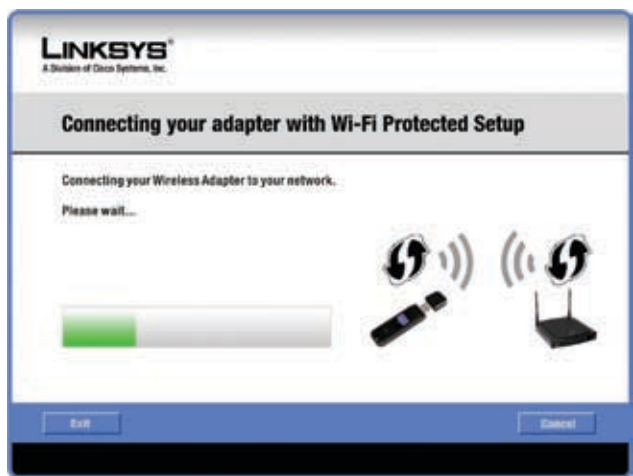 LINKSYS®
A Division of Cisco Systems, Inc.
Connecting your adapter with Wi-Fi Protected Setup
Connecting your Wireless Adapter to your network.
Please wait...
Exit
Cancel